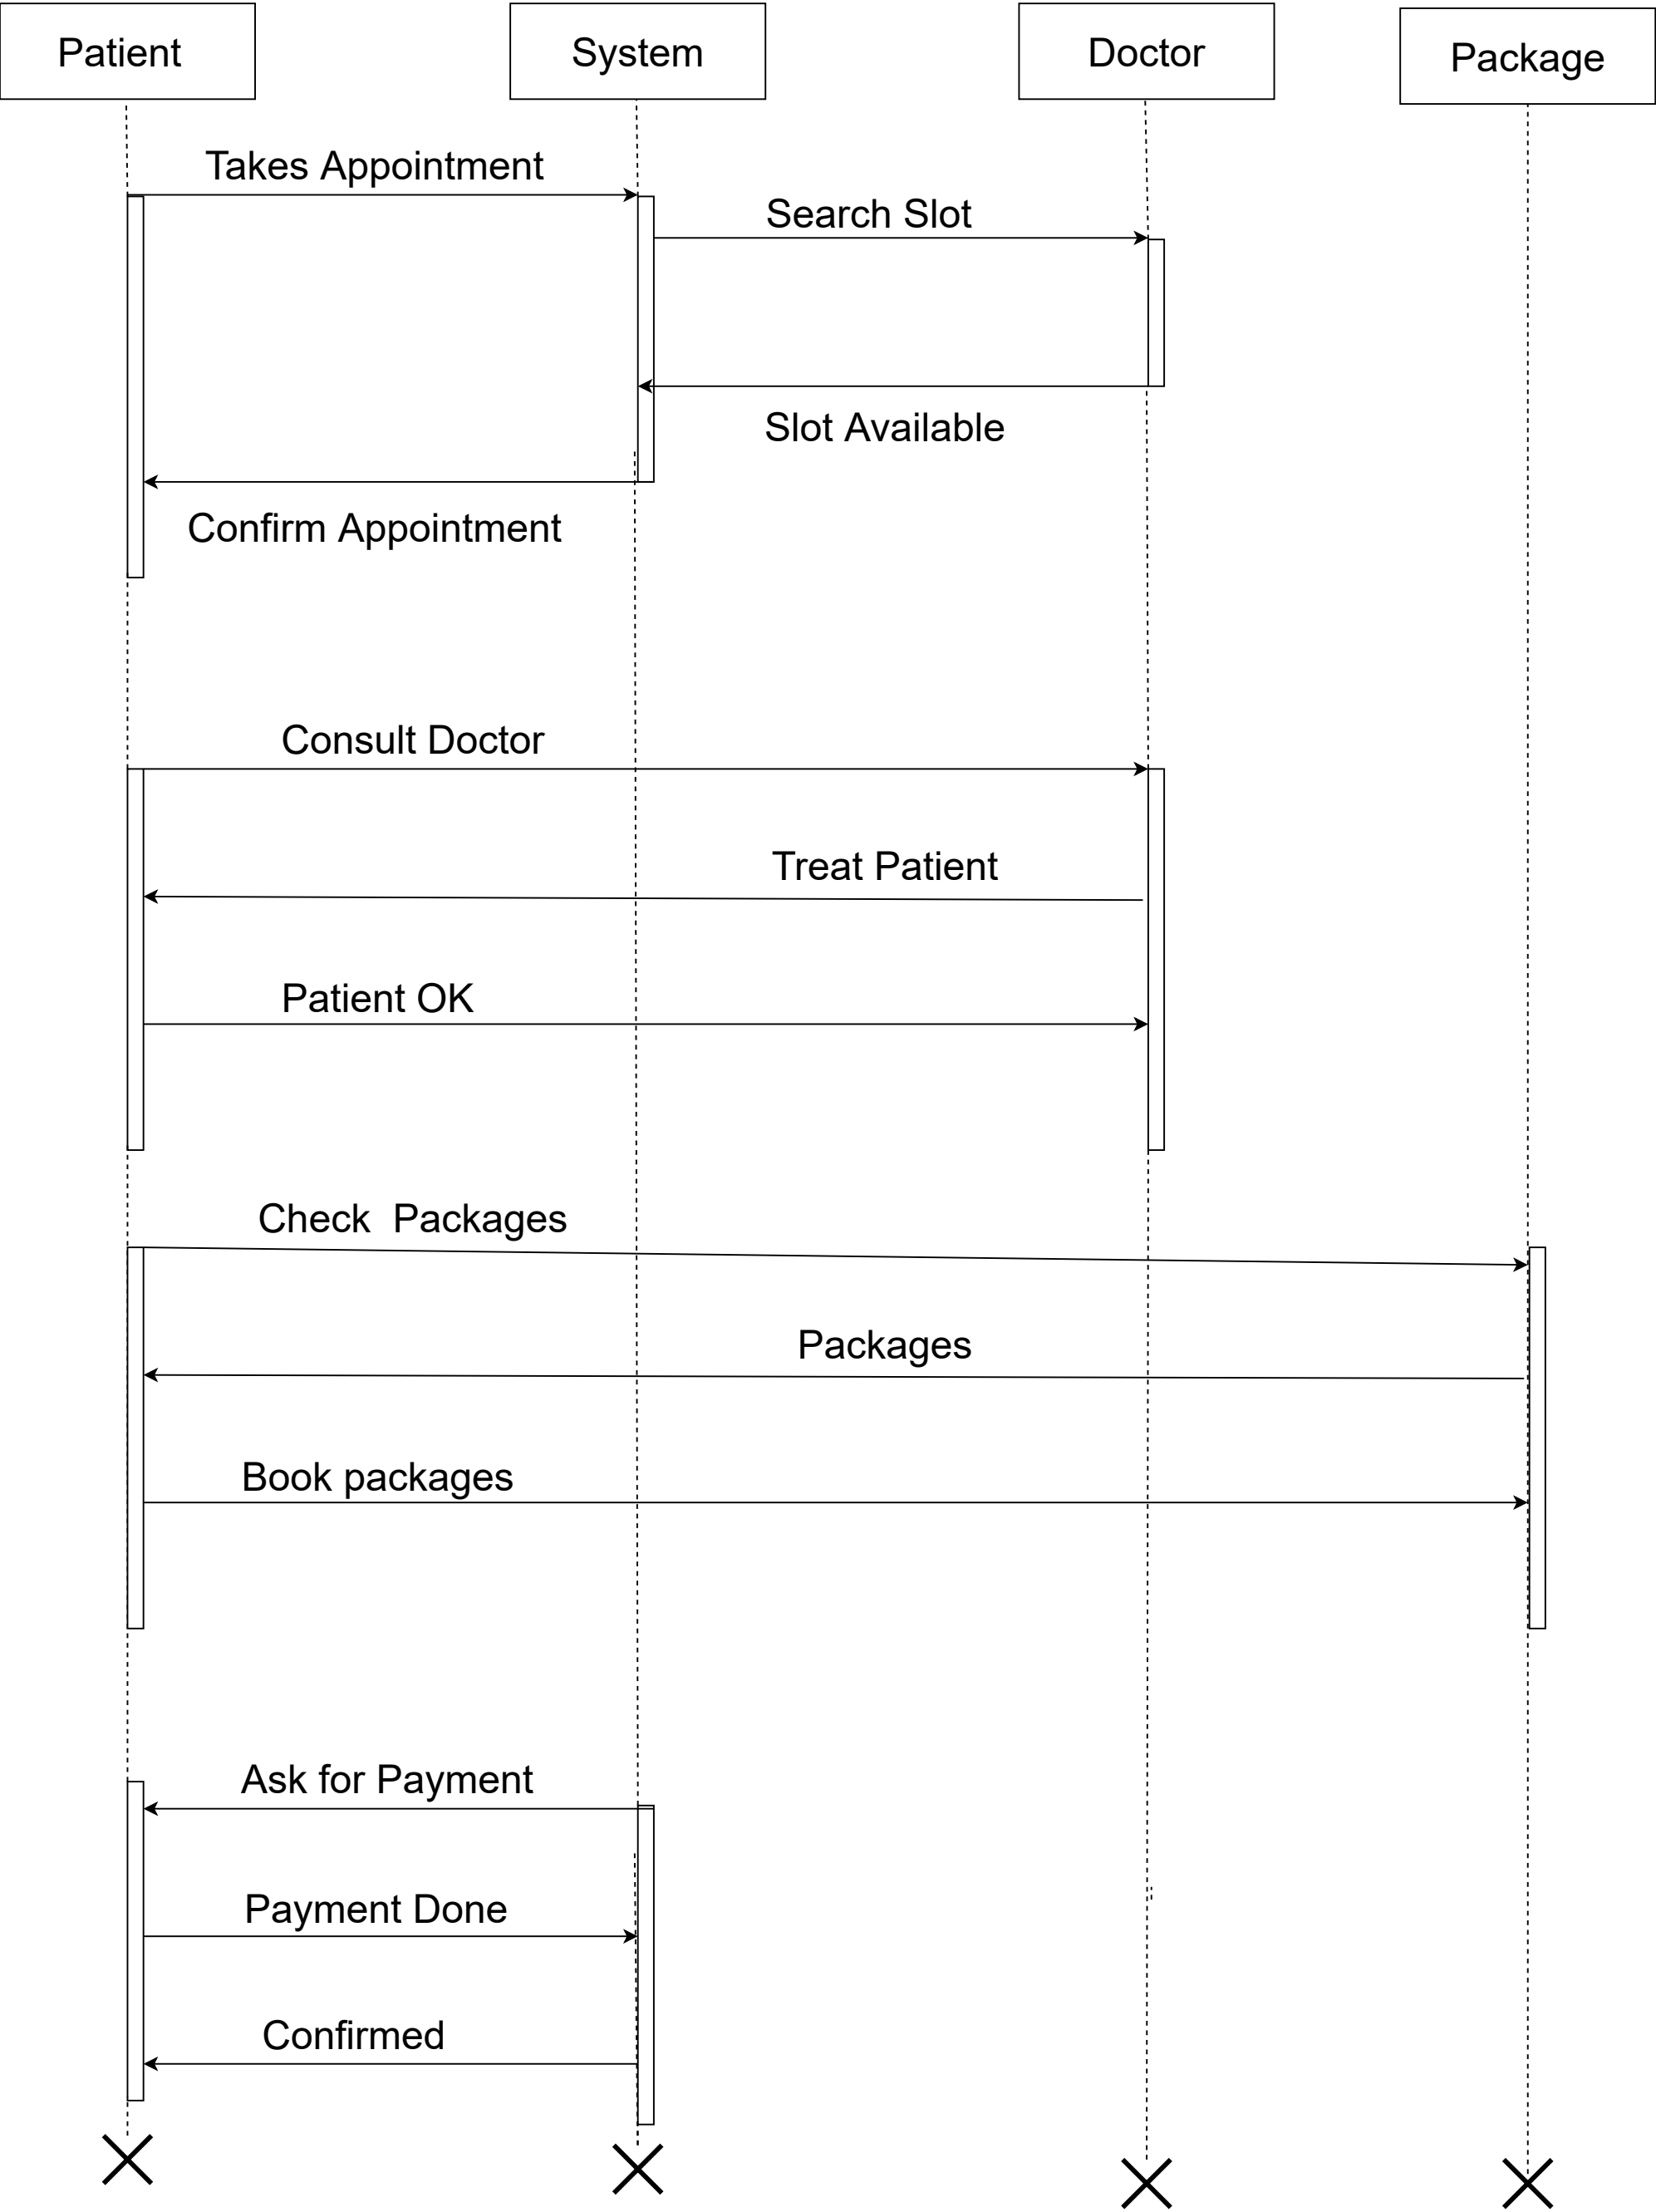 Patient
System
Doctor
Package
Takes Appointment
Search Slot
Slot Available
Confirm Appointment
Consult Doctor
Treat Patient
Patient OK
Check  Packages
Packages
Book packages
Ask for Payment
Payment Done
Confirmed